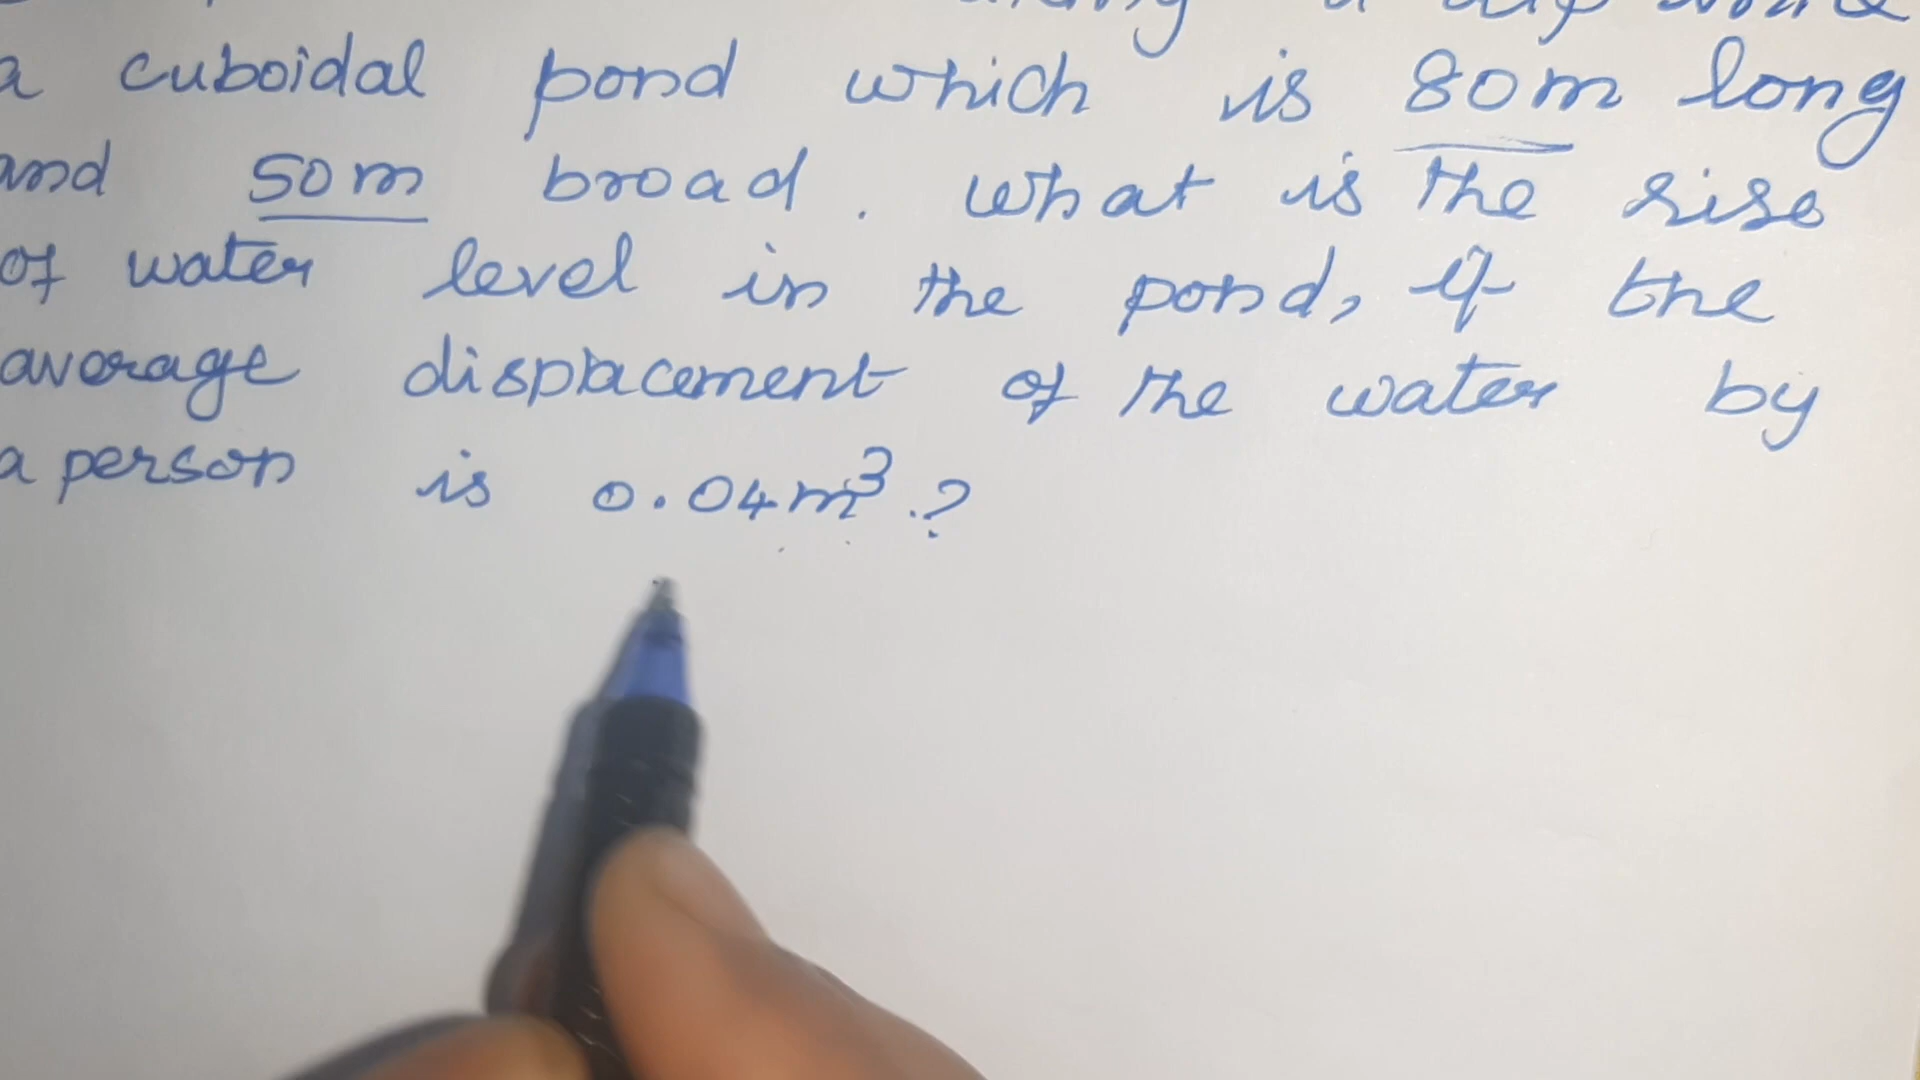 a cuboidal pond which is 80m long
and 50m broad. what is the rise
of water level in the pond, if the
average displacement of the water by
a person is 0.04m³.?